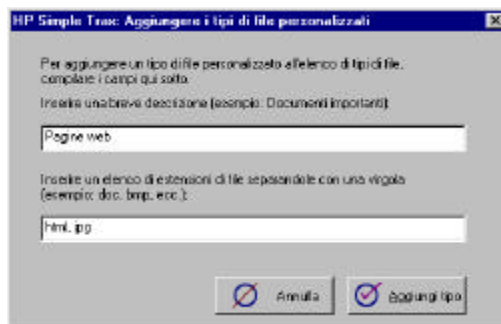 HP Simple Trax: Aggiungere i tipi di file personalizzati
Per aggiungere un tipo di file personalizzato all'elenco di tipi di file,
compilare i campi qui sotto.
Inserire una breve descrizione (esempio: Documenti importanti):
Pagine web
Inserire un elenco di estensioni di file separandole con una virgola
(esempio: doc, bmp, ecc.):
html, jpg
Annulla
Aggiungi tipo